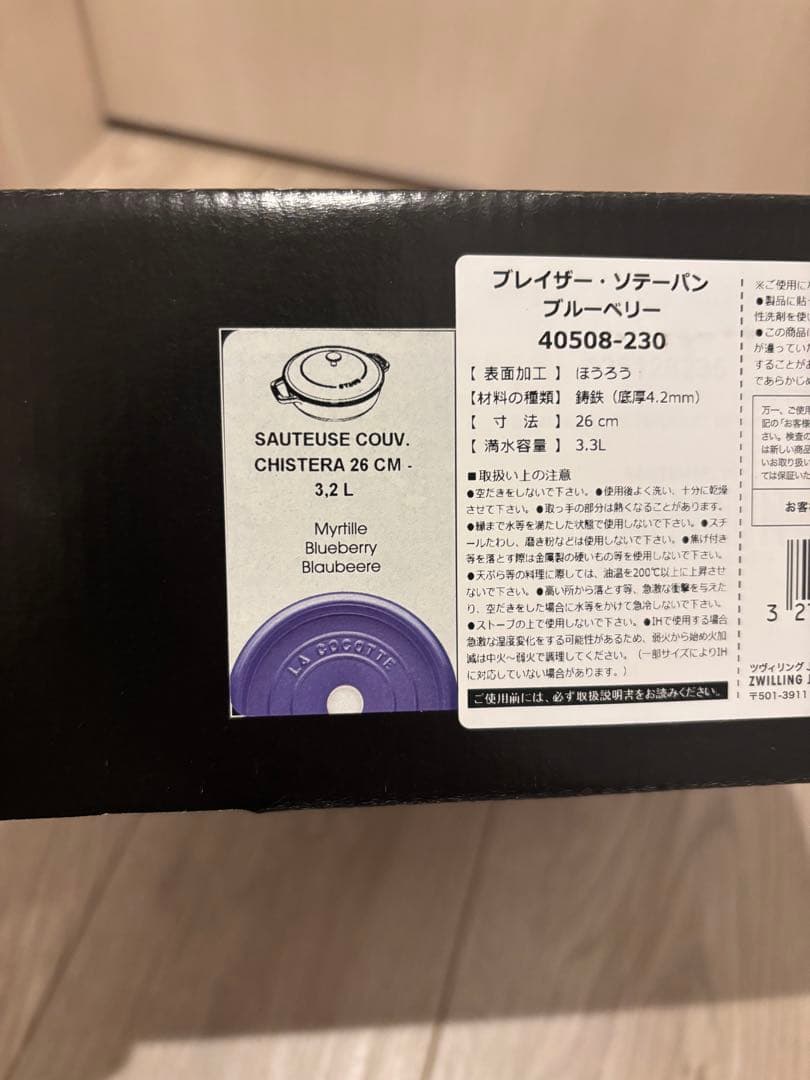 STAUB
SAUTEUSE COUV.
CHISTERA 26 CM -
3,2 L
Myrtille
Blueberry
Blaubeere
LA COCOTTE
ブレイザー・ソテーパン
ブルーベリー
40508-230
【 表面加工 】 ほうろう
【材料の種類】 鋳鉄（底厚4.2mm）
【 寸　法 】 26 cm
【 満水容量 】 3.3L
■取扱い上の注意
●空だきをしないで下さい。●使用後よく洗い、十分に乾燥
させて下さい。●取っ手の部分は熱くなることがあります。
●縁まで水等を満たした状態で使用しないで下さい。●スチ
ールたわし、磨き粉などは使用しないで下さい。●焦げ付き
等を落とす際は金属製の硬いもの等を使用しないで下さい。
●天ぷら等の料理に際しては、油温を200℃以上に上昇させ
ないで下さい。●高い所から落とす等、急激な衝撃を与えた
り、空だきをした場合に水等をかけて急冷しないで下さい。
●ストーブの上で使用しないで下さい。●IHで使用する場合
急激な温度変化をする可能性があるため、弱火から始め火加
減は中火〜弱火で調理してください。（一部サイズによりIH
に対応していない場合があります。）
ご使用前には、必ず取扱説明書をお読みください。
※ご使用に
●製品に貼
性洗剤を使
●この商品
が違ってい
することがあ
であらかじめ
万一、ご使用
記の「お客様
さい。検査の
は新しい商品
いお取り扱い
ては保証いた
お客
3 2
ツヴィリング J
ZWILLING J
〒501-3911